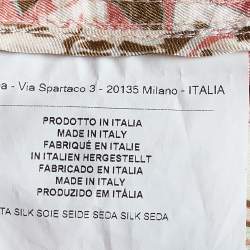 - Via Spartaco 3 - 20135 Milano - ITALIA
PRODOTTO IN ITALIA
MADE IN ITALY
FABRIQUÉ EN ITALIE
IN ITALIEN HERGESTELLT
FABRICADO EN ITALIA
MADE IN ITALY
PRODUZIDO EM ITÁLIA
SILK SOIE SEIDE SEDA SILK SEDA